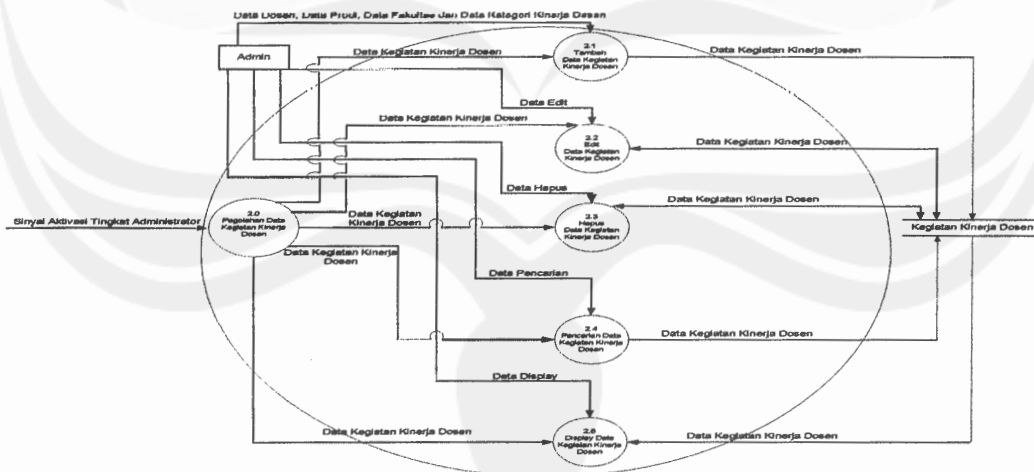 Data Dosen, Data Prodi, Data Fakultas dan Data Kategori Kinerja Dosen
Admin
Data Kegiatan Kinerja Dosen
2.1
Tambah
Data Kegiatan
Kinerja Dosen
Data Kegiatan Kinerja Dosen
Data Edit
Data Kegiatan Kinerja Dosen
2.2
Edit
Data Kegiatan
Kinerja Dosen
Data Kegiatan Kinerja Dosen
Data Hapus
Data Kegiatan Kinerja Dosen
Sinyal Aktivasi Tingkat Administrator
2.0
Pegolahan Data
Kegiatan Kinerja
Dosen
Data Kegiatan
Kinerja Dosen
2.3
Hapus
Data Kegiatan
Kinerja Dosen
Kegiatan Kinerja Dosen
Data Kegiatan Kinerja
Dosen
Data Pencarian
2.4
Pencarian Data
Kegiatan Kinerja
Dosen
Data Kegiatan Kinerja Dosen
Data Display
Data Kegiatan Kinerja Dosen
Display Data
Kegiatan Kinerja
Dosen
Data Kegiatan Kinerja Dosen